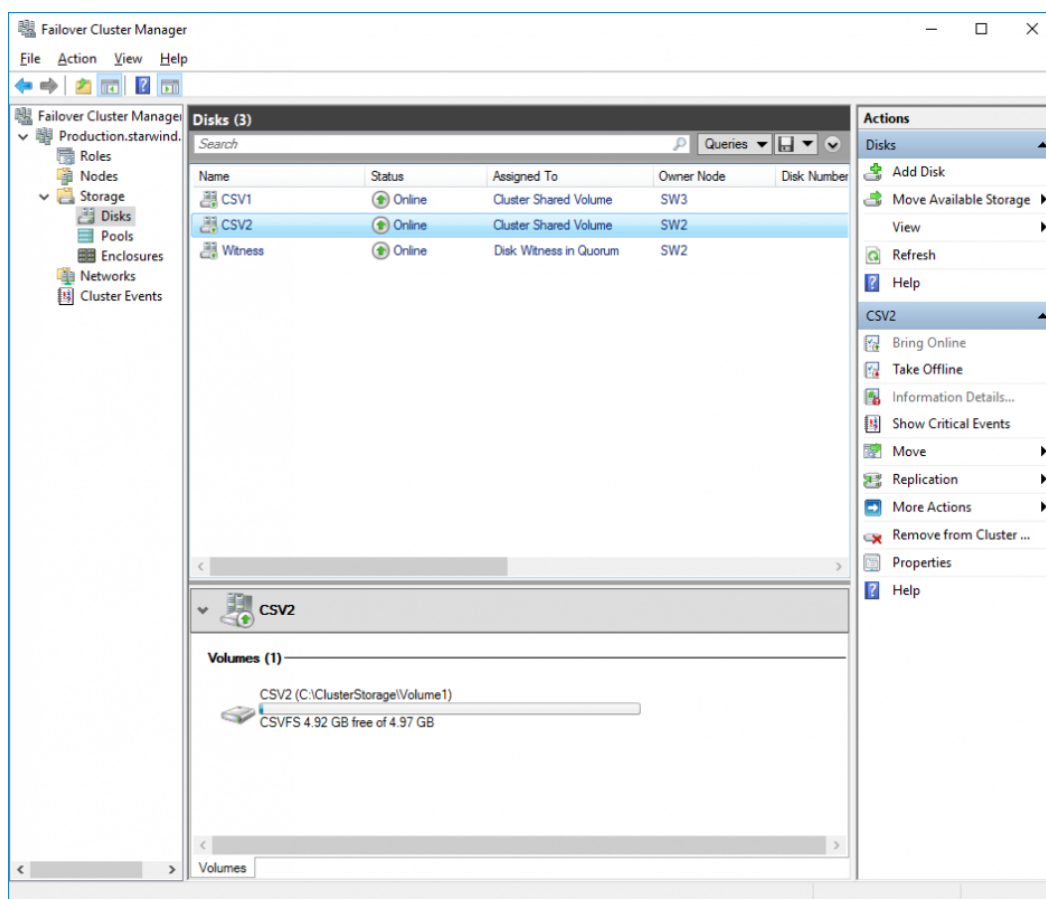 Failover Cluster Manager
File Action View Help
Failover Cluster Manager
Production.starwind.
Roles
Nodes
Storage
Disks
Pools
Enclosures
Networks
Cluster Events
Disks (3)
Search
Queries
Name Status Assigned To Owner Node Disk Number
CSV1 Online Cluster Shared Volume SW3
CSV2 Online Cluster Shared Volume SW2
Witness Online Disk Witness in Quorum SW2
CSV2
Volumes (1)
CSV2 (C:\ClusterStorage\Volume1)
CSVFS 4.92 GB free of 4.97 GB
Volumes
Actions
Disks
Add Disk
Move Available Storage
View
Refresh
Help
CSV2
Bring Online
Take Offline
Information Details...
Show Critical Events
Move
Replication
More Actions
Remove from Cluster ...
Properties
Help